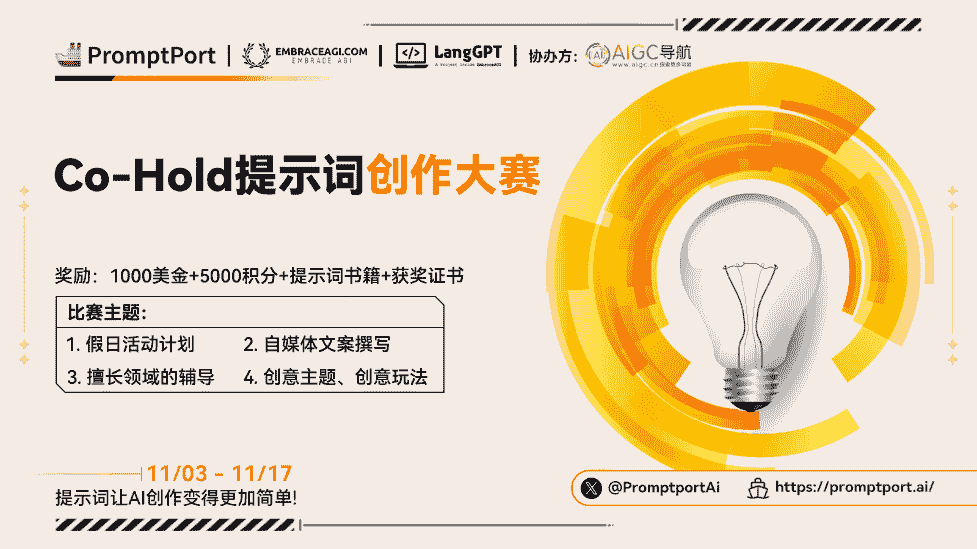 PromptPort | EMBRACEAGI.COM | LangGPT | 协办方: AIGC导航
EMBRADE AGI
www.aigc.cn
Co-Hold提示词创作大赛
奖励：1000美金+5000积分+提示词书籍+获奖证书
比赛主题：
1. 假日活动计划 2. 自媒体文案撰写
3. 擅长领域的辅导 4. 创意主题、创意玩法
11/03 - 11/17
提示词让AI创作变得更加简单!
@PromptportAi https://promptport.ai/